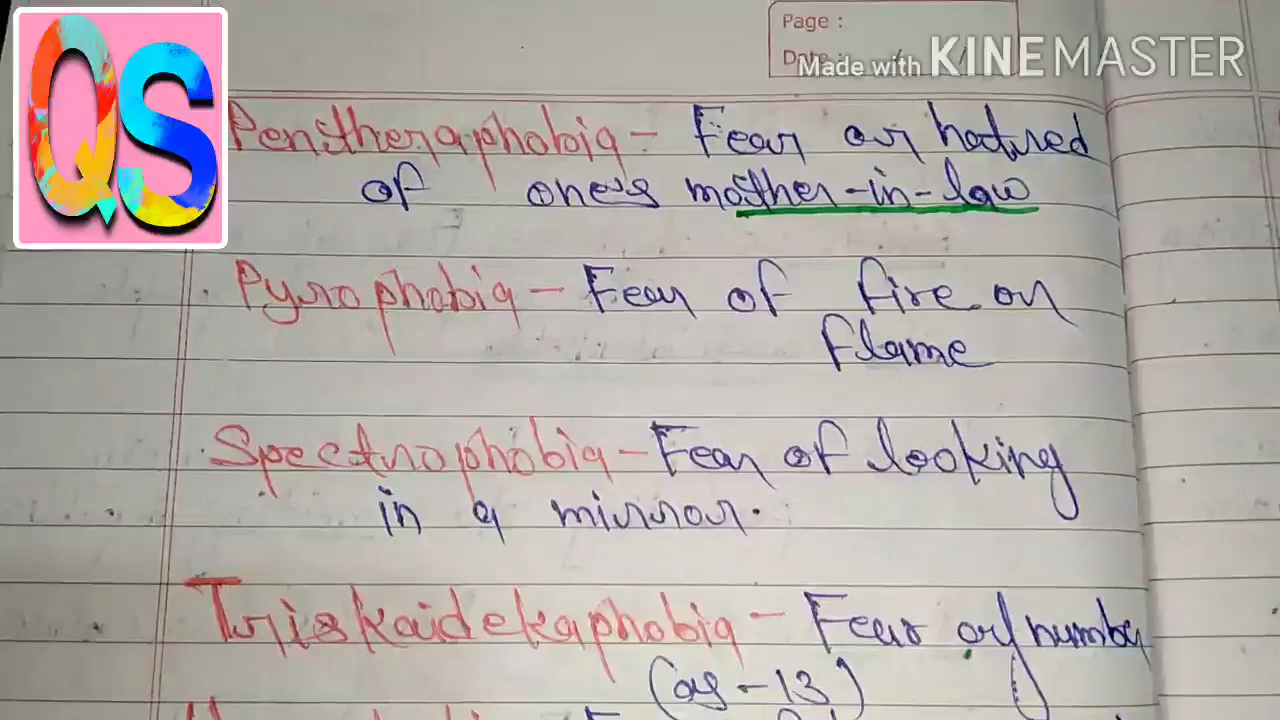 QS
Page :
Date :
Made with KINEMASTER
Pentheraphobia - Fear or hatred
of one's mother-in-law
Pyrophobia - Fear of fire or
flame
Spectrophobia - Fear of looking
in a mirror.
Triskaidekaphobia - Fear of number
(as - 13)